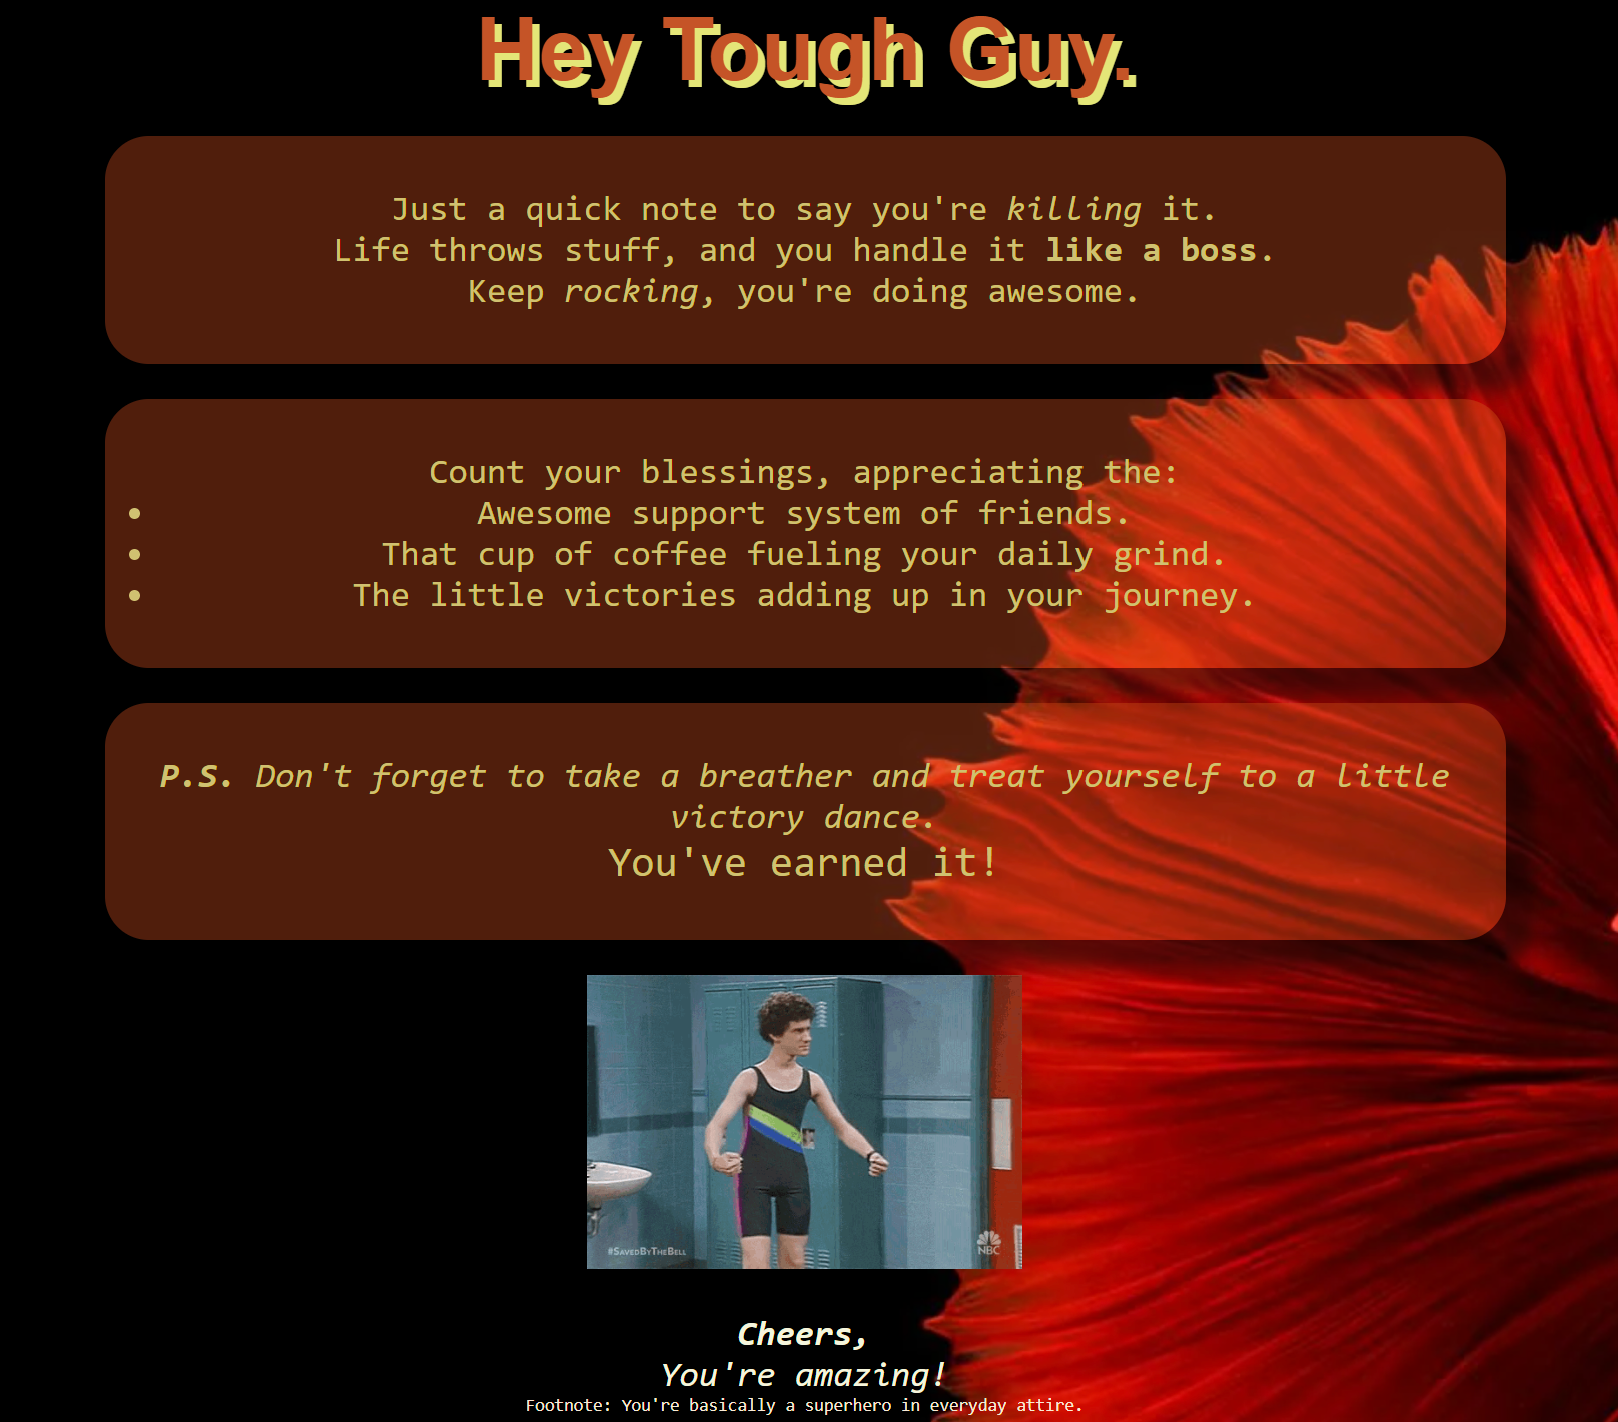 Hey Tough Guy.
Just a quick note to say you're killing it.
Life throws stuff, and you handle it like a boss.
Keep rocking, you're doing awesome.
Count your blessings, appreciating the:
• Awesome support system of friends.
• That cup of coffee fueling your daily grind.
• The little victories adding up in your journey.
P.S. Don't forget to take a breather and treat yourself to a little
victory dance.
You've earned it!
#SavedByTheBell
NBC
Cheers,
You're amazing!
Footnote: You're basically a superhero in everyday attire.